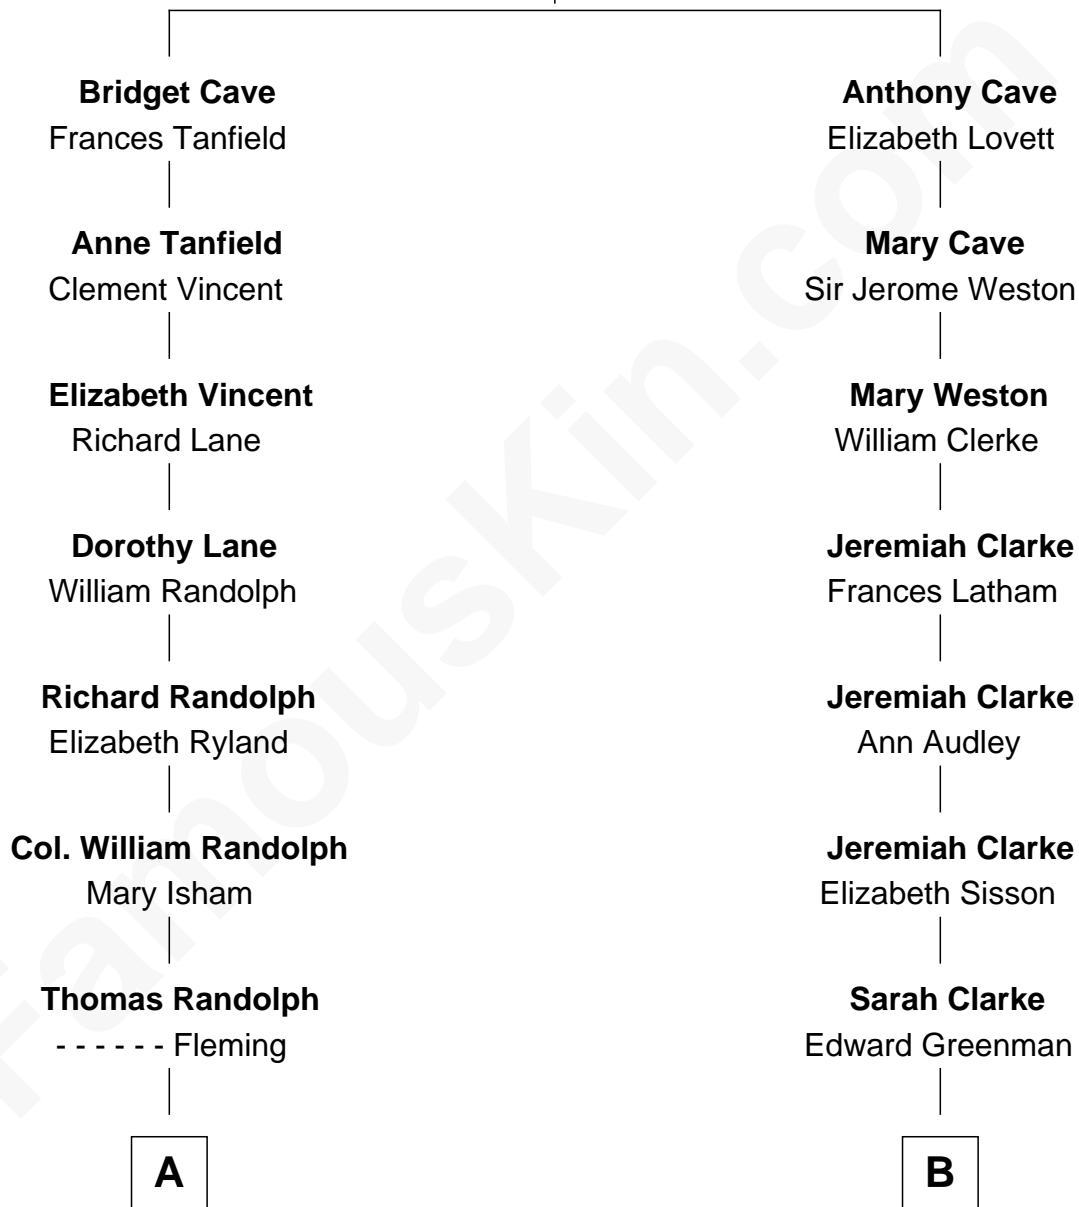 Bridget Cave
Frances Tanfield
Anne Tanfield
Clement Vincent
Elizabeth Vincent
Richard Lane
Dorothy Lane
William Randolph
Richard Randolph
Elizabeth Ryland
Col. William Randolph
Mary Isham
Thomas Randolph
- - - - - - Fleming
A
Anthony Cave
Elizabeth Lovett
Mary Cave
Sir Jerome Weston
Mary Weston
William Clerke
Jeremiah Clarke
Frances Latham
Jeremiah Clarke
Ann Audley
Jeremiah Clarke
Elizabeth Sisson
Sarah Clarke
Edward Greenman
B
FamousKin.com